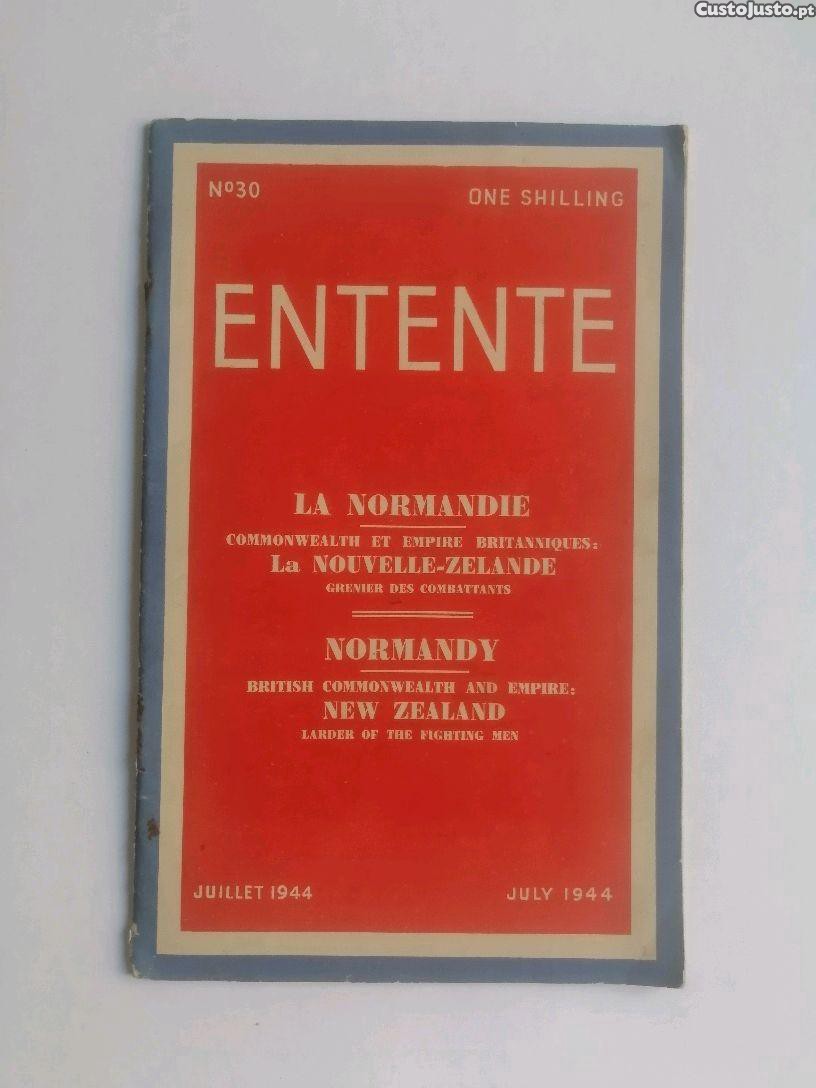 CustoJusto.pt
Nº30
ONE SHILLING
ENTENTE
LA NORMANDIE
COMMONWEALTH ET EMPIRE BRITANNIQUES:
La NOUVELLE-ZELANDE
GRENIER DES COMBATTANTS
NORMANDY
BRITISH COMMONWEALTH AND EMPIRE:
NEW ZEALAND
LARDER OF THE FIGHTING MEN
JUILLET 1944
JULY 1944